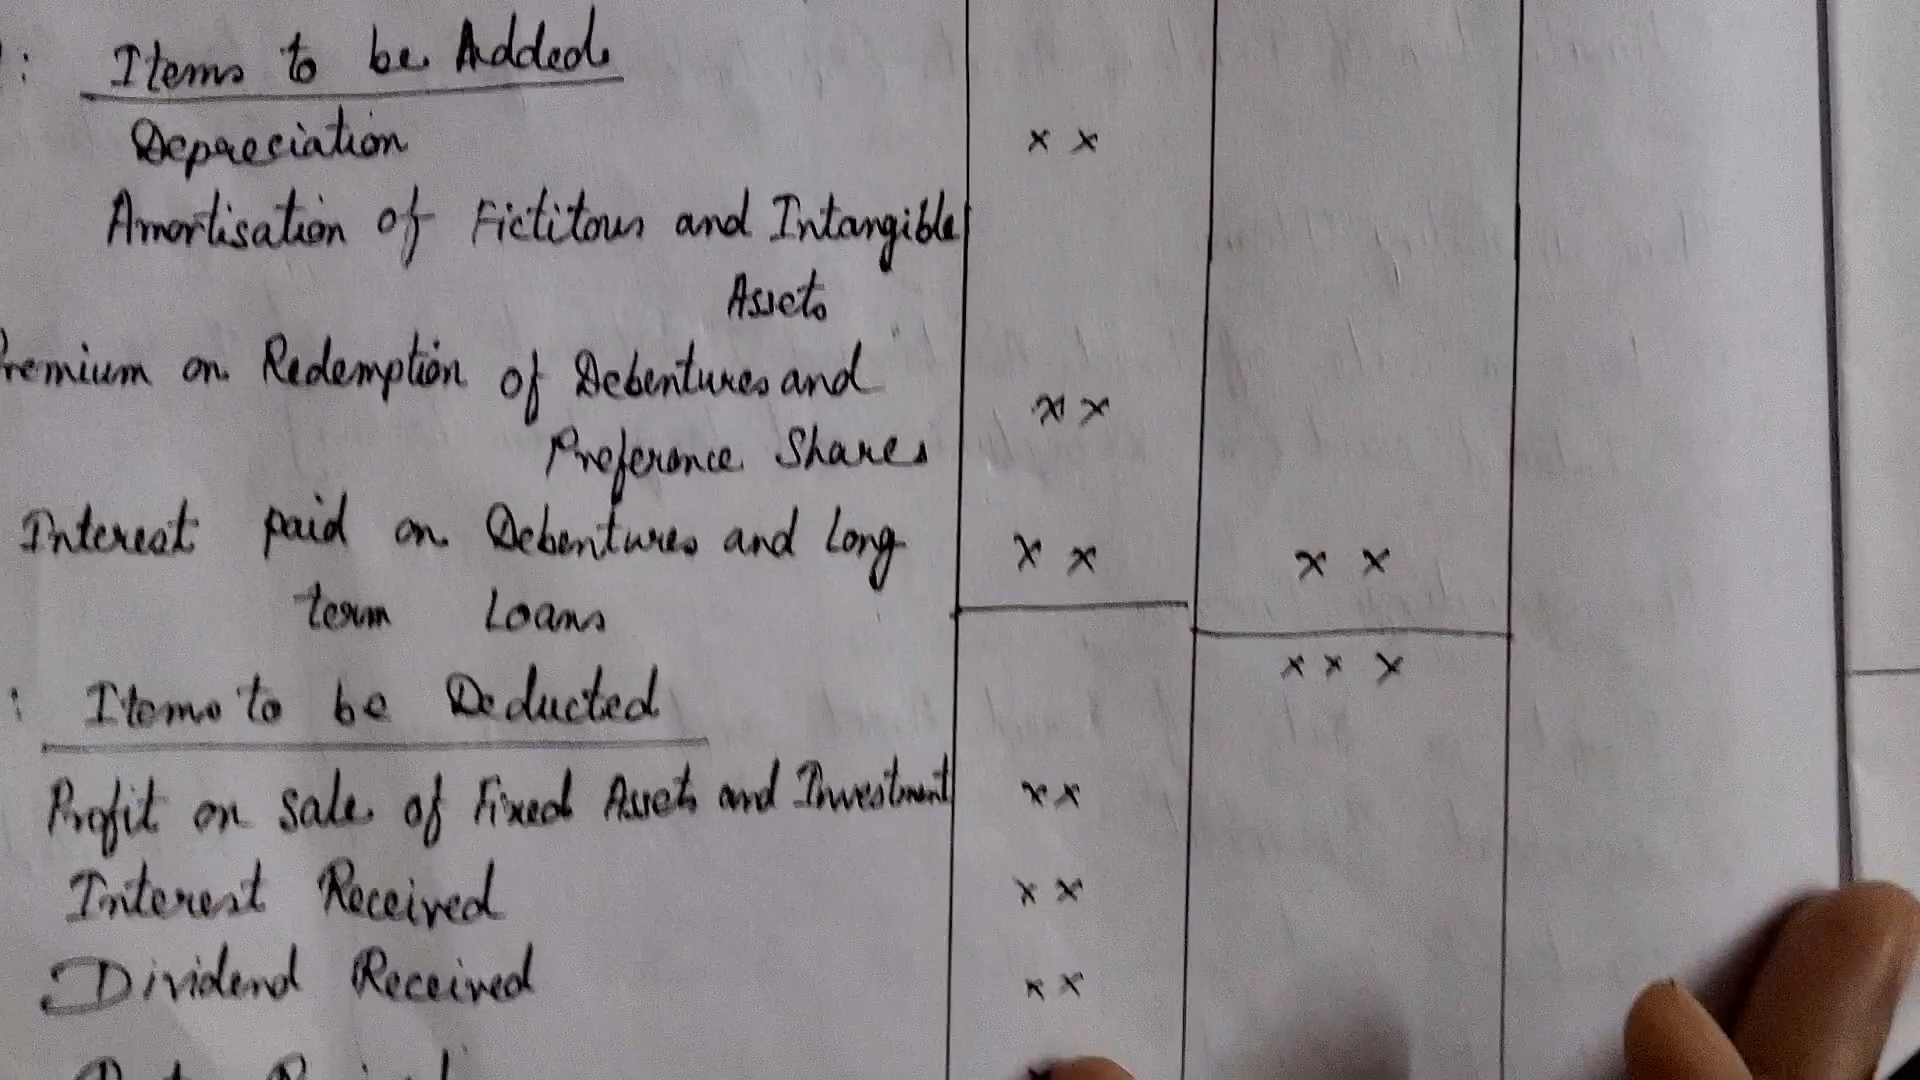 : Items to be Added
Depreciation x x
Amortisation of Fictitous and Intangible
Assets
Premium on Redemption of Debentures and
x x
Preference Shares
Interest paid on Debentures and Long x x x x
term Loans
x x x
: Items to be Deducted
Profit on sale of Fixed Assets and Investment x x
Interest Received x x
Dividend Received x x